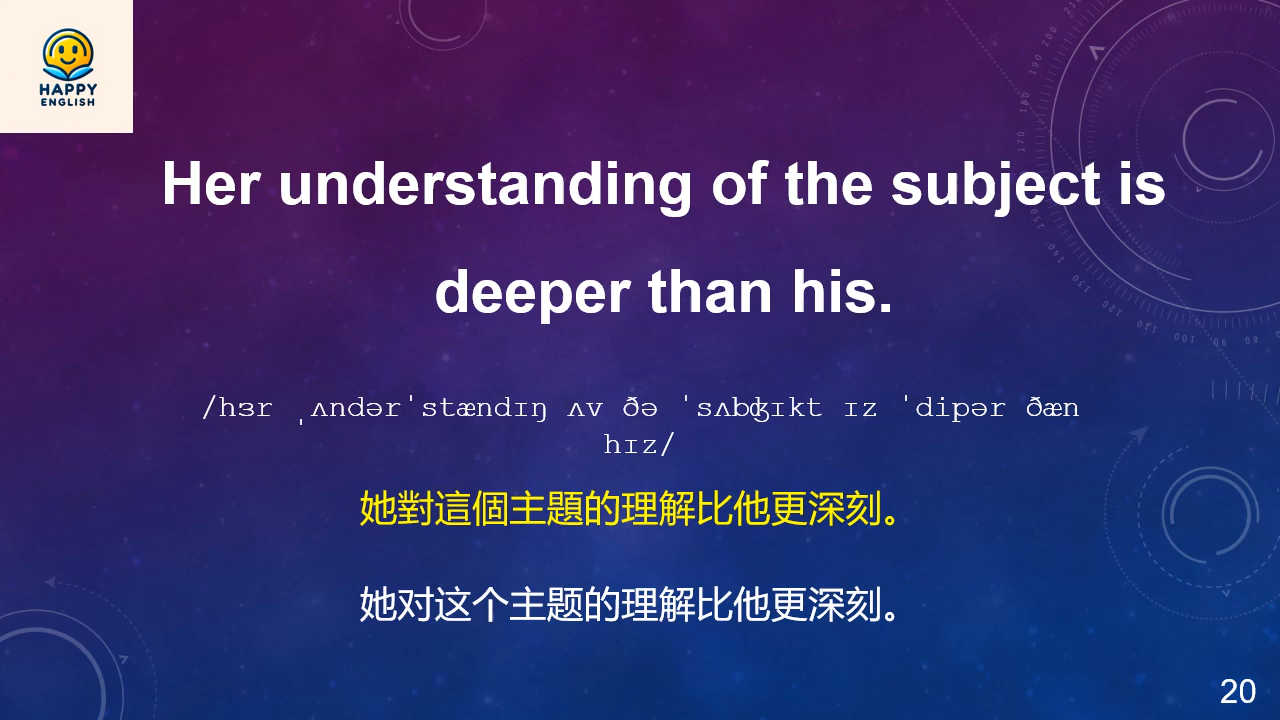 HAPPY
ENGLISH
Her understanding of the subject is
deeper than his.
/hɜr ˌʌndərˈstændɪŋ ʌv ðə ˈsʌbʤɪkt ɪz ˈdipər ðæn
hɪz/
她對這個主題的理解比他更深刻。
她对这个主题的理解比他更深刻。
20